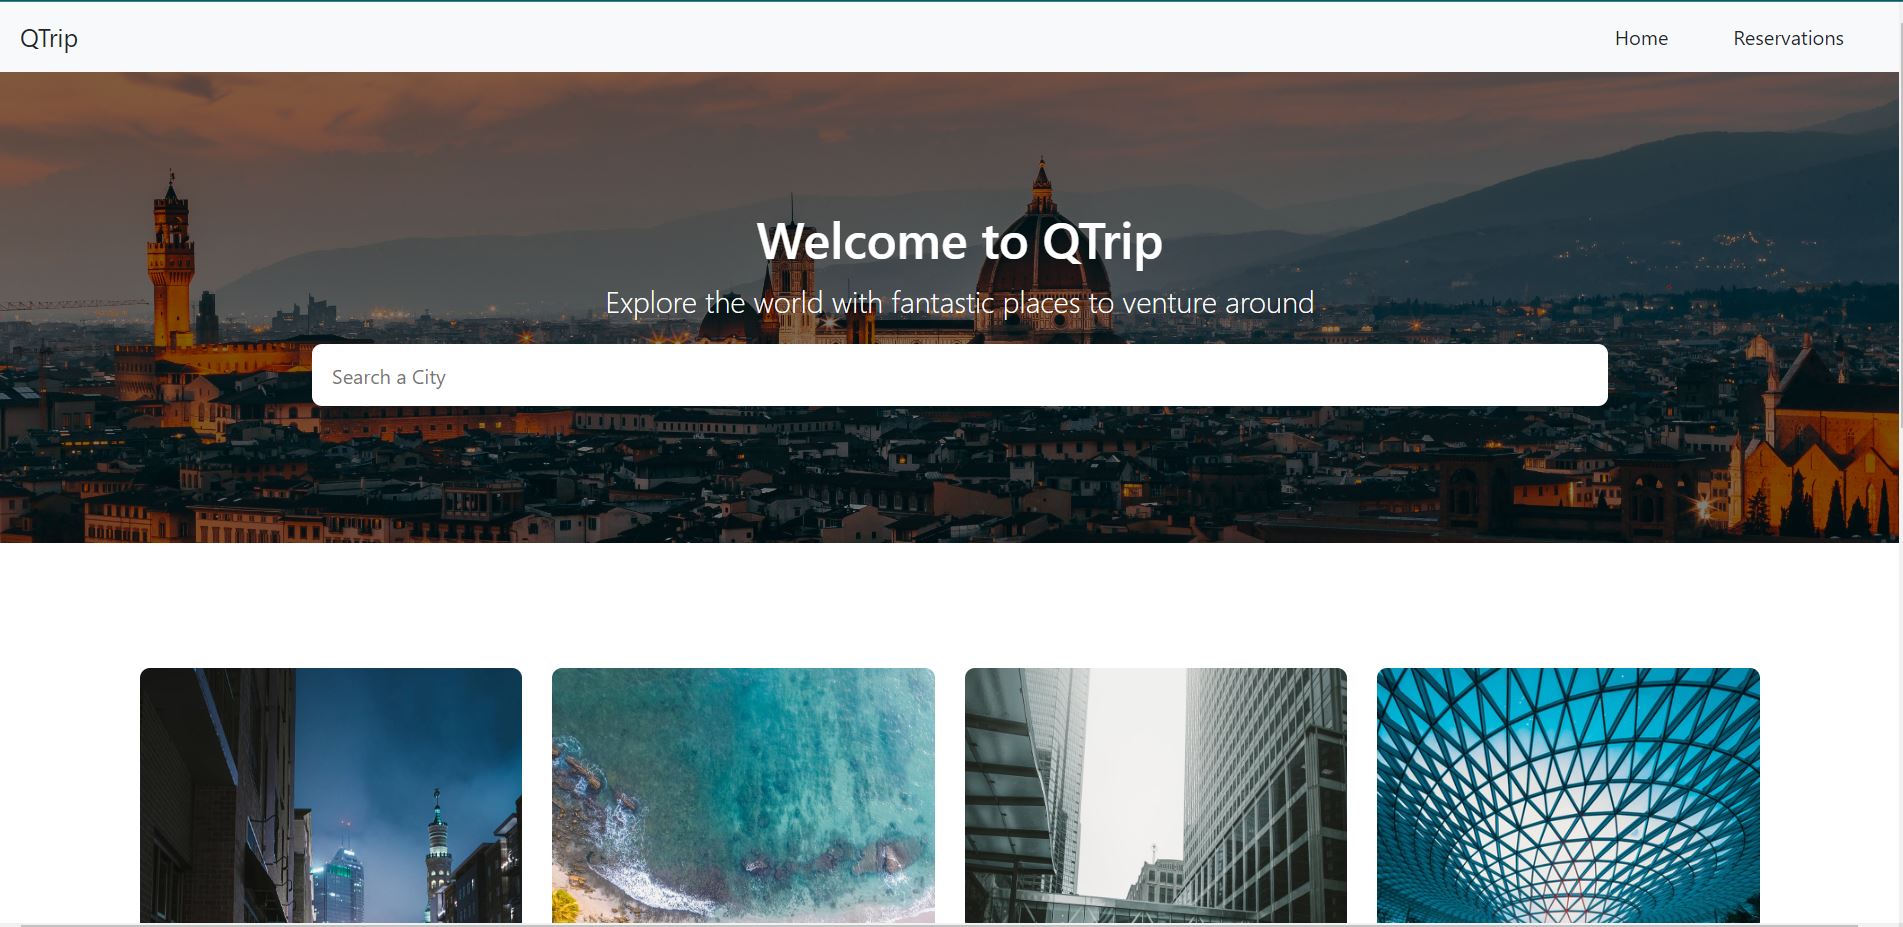 QTrip
Home
Reservations
Welcome to QTrip
Explore the world with fantastic places to venture around
Search a City